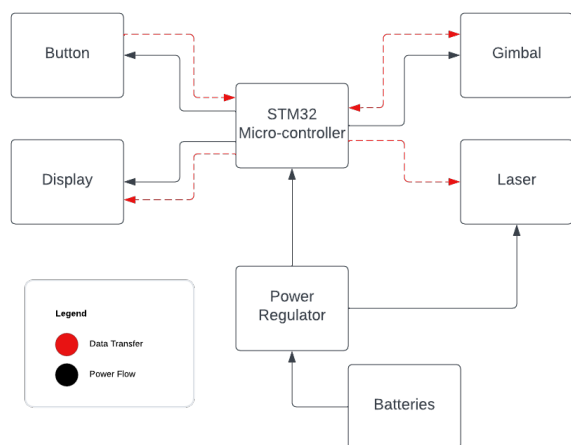 Button
Gimbal
STM32
Micro-controller
Display
Laser
Power
Regulator
Legend
Data Transfer
Power Flow
Batteries